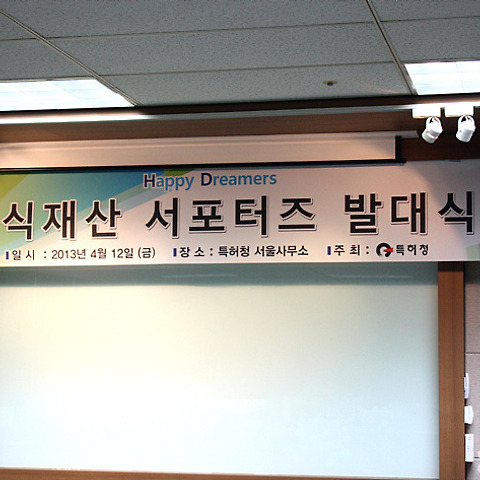 Happy Dreamers
식재산 서포터즈 발대식
일 시 : 2013년 4월 12일 (금) 장 소 : 특허청 서울사무소 주 최 : 특허청